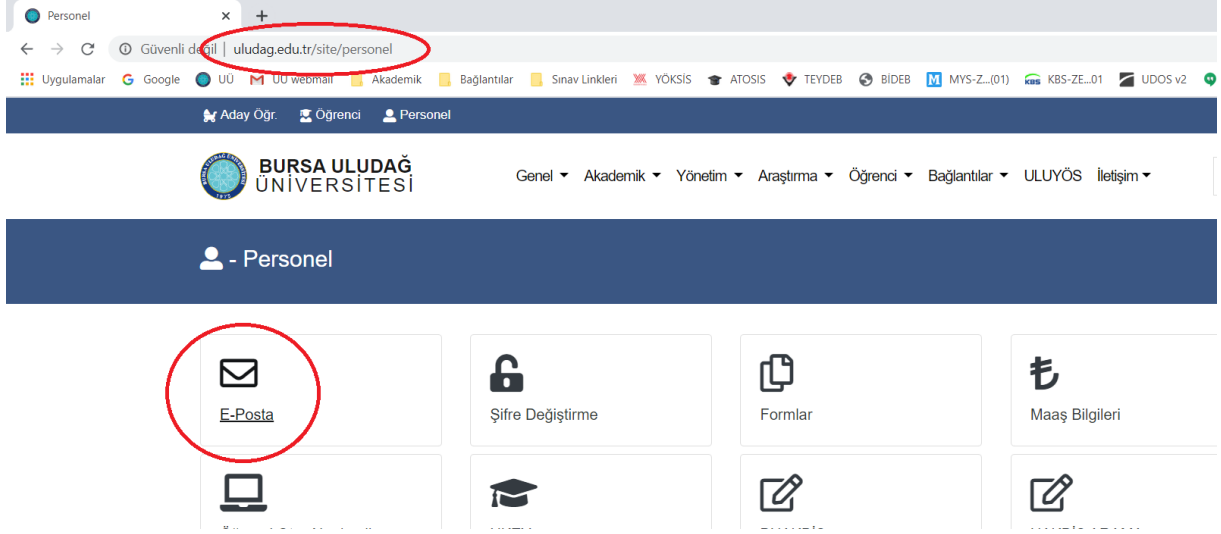 Personel
Güvenli değil | uludag.edu.tr/site/personel
Uygulamalar Google UÜ UÜ webmail Akademik Bağlantılar Sınav Linkleri YÖKSİS ATOSIS TEYDEB BİDEB MYS-Z...(01) KBS-ZE...01 UDOS v2
Aday Öğr. Öğrenci Personel
BURSA ULUDAĞ
ÜNİVERSİTESİ
Genel Akademik Yönetim Araştırma Öğrenci Bağlantılar ULUYÖS İletişim
- Personel
E-Posta Şifre Değiştirme Formlar Maaş Bilgileri